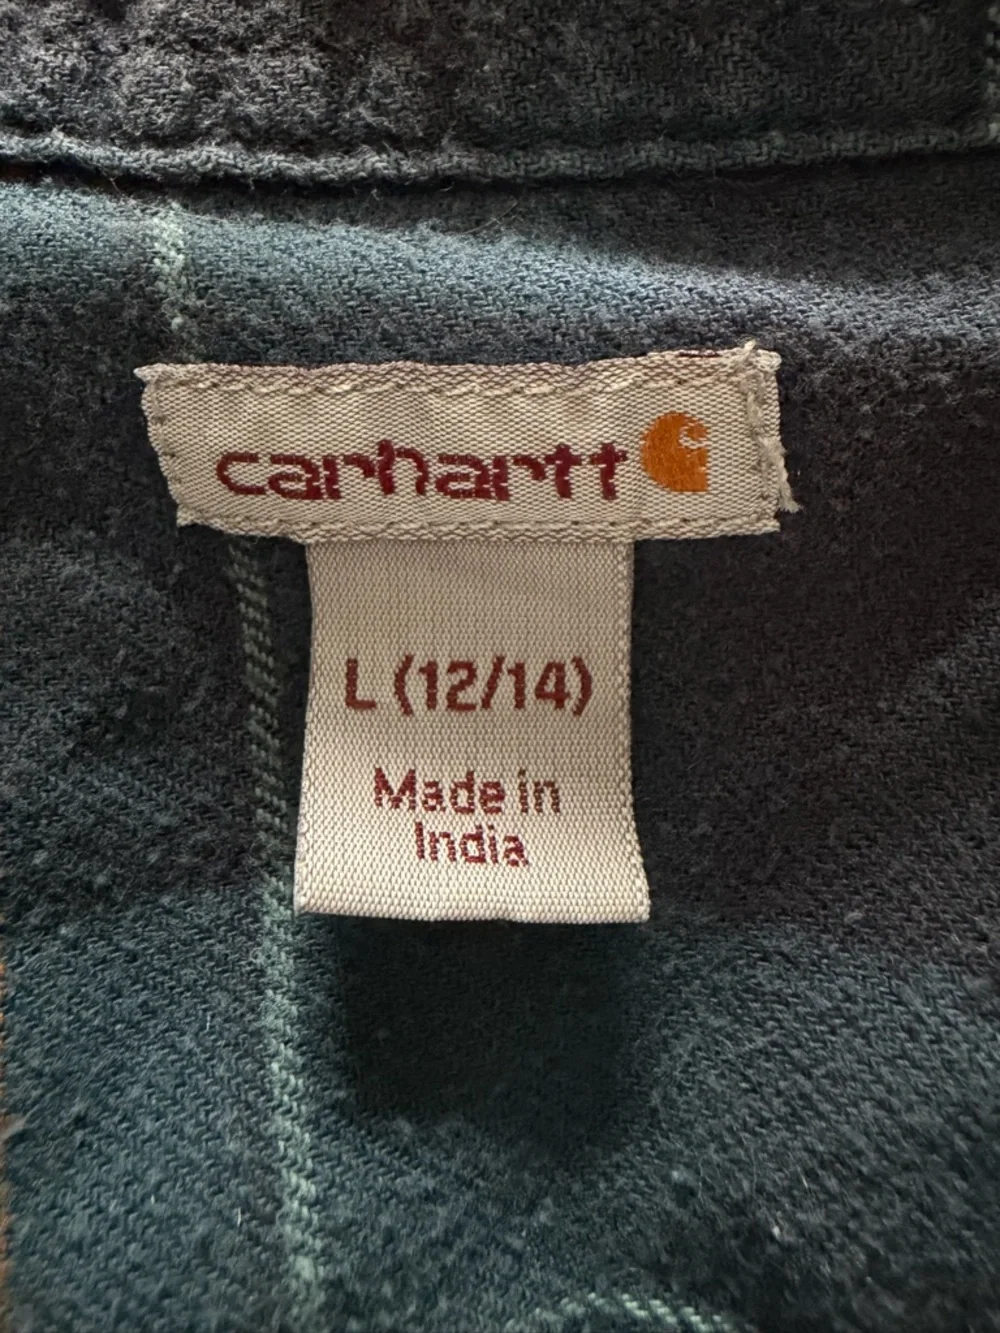 carhartt
L (12/14)
Made in
India